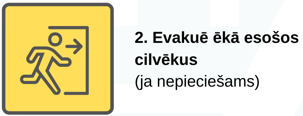 2. Evakuē ēkā esošos
cilvēkus
(ja nepieciešams)